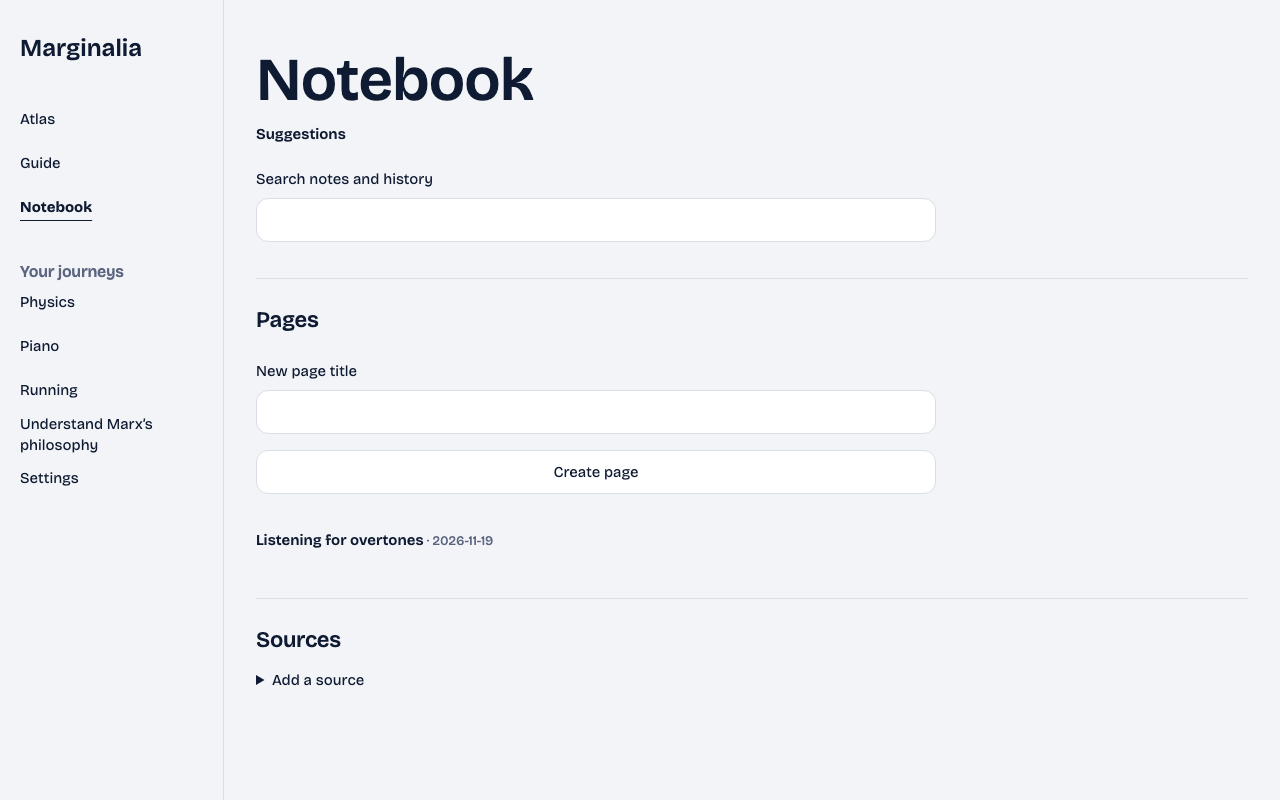 Marginalia
Atlas
Guide
Notebook
Your journeys
Physics
Piano
Running
Understand Marx's
philosophy
Settings
Notebook
Suggestions
Search notes and history
Pages
New page title
Create page
Listening for overtones · 2026-11-19
Sources
Add a source